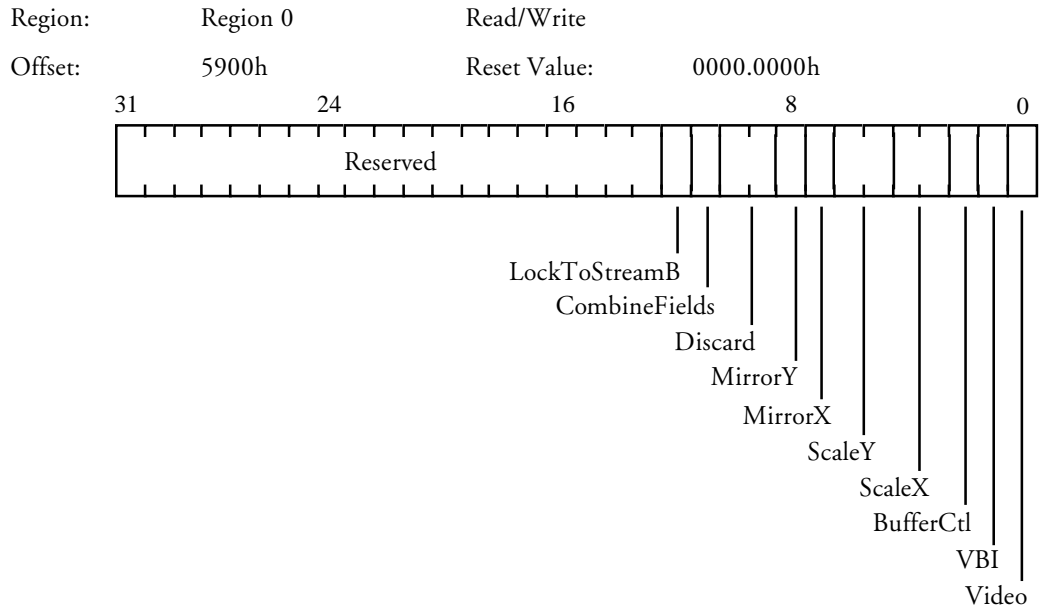 Region: Region 0 Read/Write
Offset: 5900h Reset Value: 0000.0000h
31 24 16 8 0
Reserved
LockToStreamB
CombineFields
Discard
MirrorY
MirrorX
ScaleY
ScaleX
BufferCtl
VBI
Video